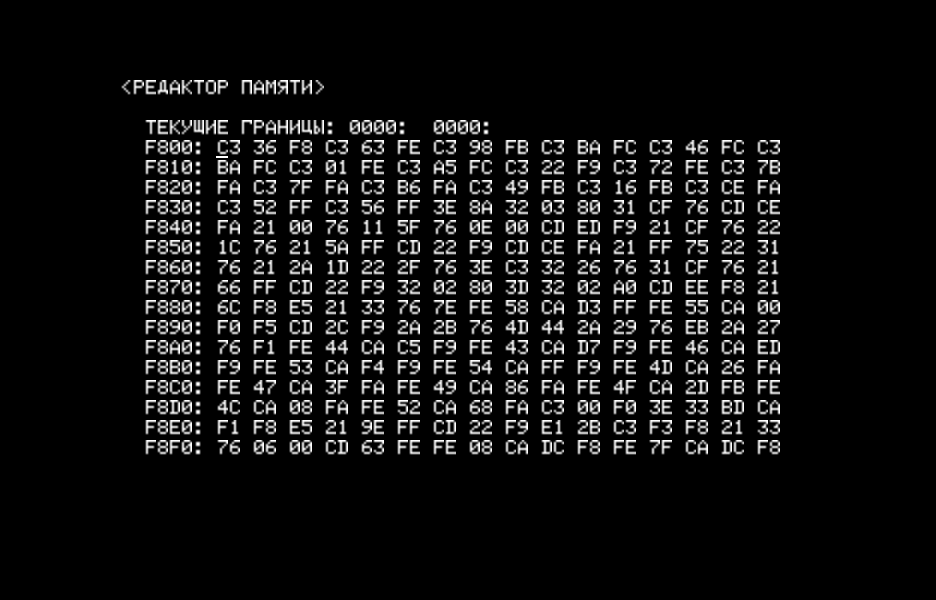 <РЕДАКТОР ПАМЯТИ>
ТЕКУЩИЕ ГРАНИЦЫ: 0000: 0000:
F800: C3 36 F8 C3 63 FE C3 98 FB C3 BA FC C3 46 FC C3
F810: BA FC C3 01 FE C3 A5 FC C3 22 F9 C3 72 FE C3 7B
F820: FA C3 7F FA C3 B6 FA C3 49 FB C3 16 FB C3 CE FA
F830: C3 52 FF C3 56 FF 3E 8A 32 03 80 31 CF 76 CD CE
F840: FA 21 00 76 11 5F 76 0E 00 CD ED F9 21 CF 76 22
F850: 1C 76 21 5A FF CD 22 F9 CD CE FA 21 FF 75 22 31
F860: 76 21 2A 1D 22 2F 76 3E C3 32 26 76 31 CF 76 21
F870: 66 FF CD 22 F9 32 02 80 3D 32 02 A0 CD EE F8 21
F880: 6C F8 E5 21 33 76 7E FE 58 CA D3 FF FE 55 CA 00
F890: F0 F5 CD 2C F9 2A 2B 76 4D 44 2A 29 76 EB 2A 27
F8A0: 76 F1 FE 44 CA C5 F9 FE 43 CA D7 F9 FE 46 CA ED
F8B0: F9 FE 53 CA F4 F9 FE 54 CA FF F9 FE 4D CA 26 FA
F8C0: FE 47 CA 3F FA FE 49 CA 86 FA FE 4F CA 2D FB FE
F8D0: 4C CA 08 FA FE 52 CA 68 FA C3 00 F0 3E 33 BD CA
F8E0: F1 F8 E5 21 9E FF CD 22 F9 E1 2B C3 F3 F8 21 33
F8F0: 76 06 00 CD 63 FE FE 08 CA DC F8 FE 7F CA DC F8